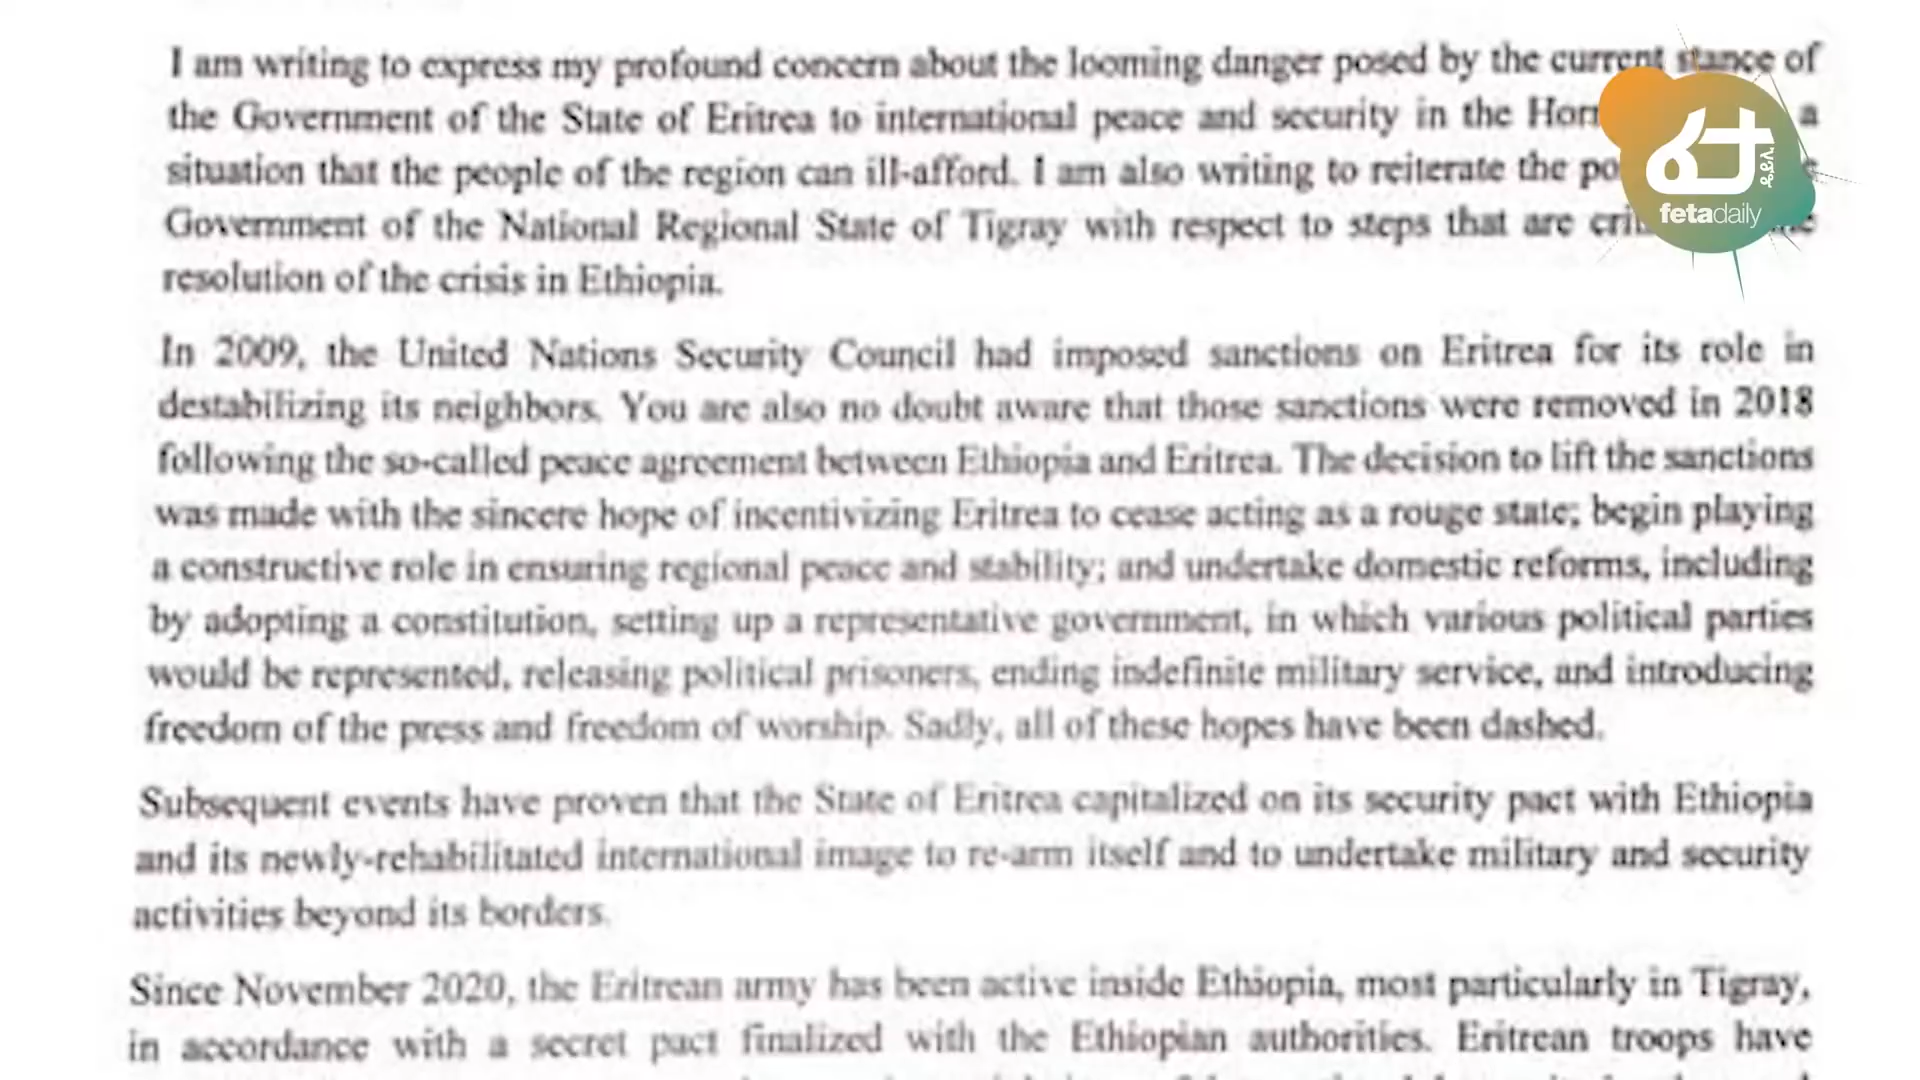 I am writing to express my profound concern about the looming danger posed by the current stance of
the Government of the State of Eritrea to international peace and security in the Horn a
situation that the people of the region can ill-afford. I am also writing to reiterate the
Government of the National Regional State of Tigray with respect to steps that are
resolution of the crisis in Ethiopia.
In 2009, the United Nations Security Council had imposed sanctions on Eritrea for its role in
destabilizing its neighbors. You are also no doubt aware that those sanctions were removed in 2018
following the so-called peace agreement between Ethiopia and Eritrea. The decision to lift the sanctions
was made with the sincere hope of incentivizing Eritrea to cease acting as a rouge state; begin playing
a constructive role in ensuring regional peace and stability; and undertake domestic reforms, including
by adopting a constitution, setting up a representative government, in which various political parties
would be represented, releasing political prisoners, ending indefinite military service, and introducing
freedom of the press and freedom of worship. Sadly, all of these hopes have been dashed.
Subsequent events have proven that the State of Eritrea capitalized on its security pact with Ethiopia
and its newly-rehabilitated international image to re-arm itself and to undertake military and security
activities beyond its borders.
Since November 2020, the Eritrean army has been active inside Ethiopia, most particularly in Tigray,
in accordance with a secret pact finalized with the Ethiopian authorities. Eritrean troops have
ፈታ
fetadaily